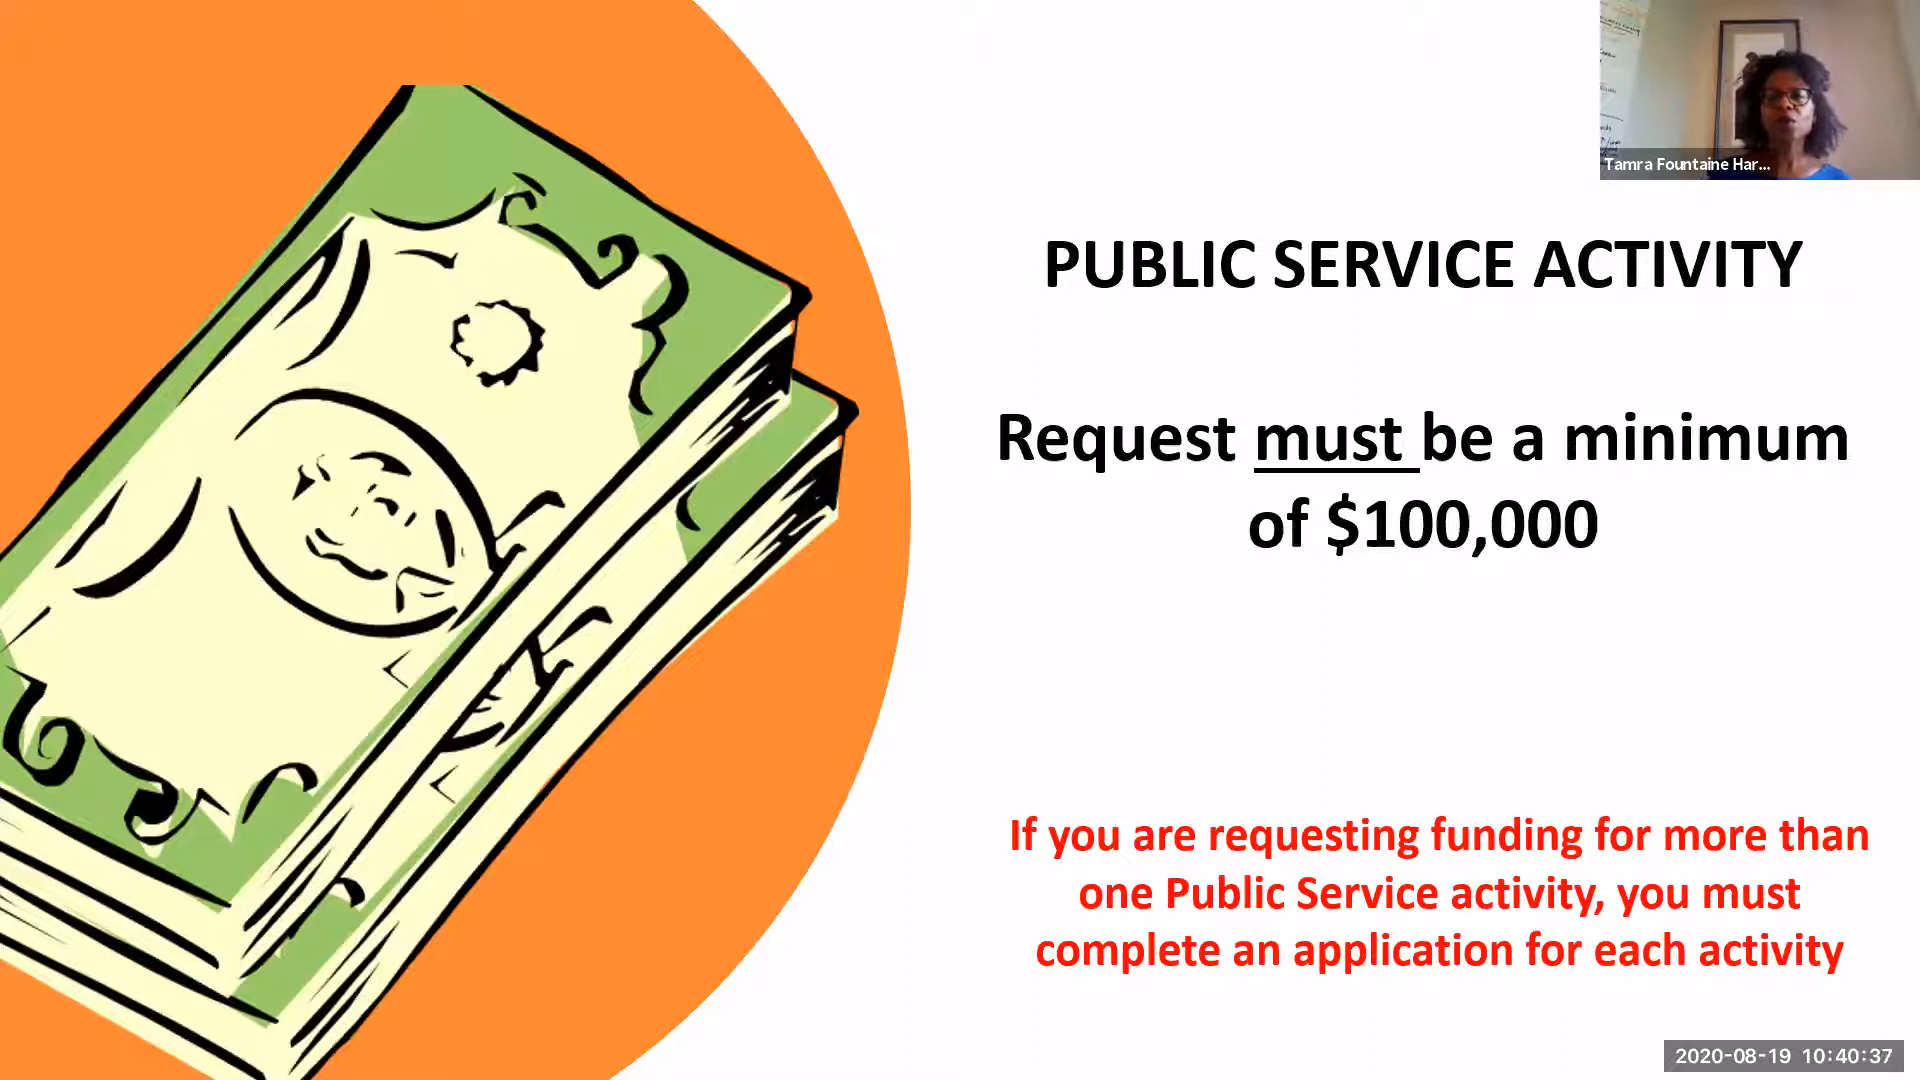 Tamra Fountaine Har...
PUBLIC SERVICE ACTIVITY
Request must be a minimum
of $100,000
If you are requesting funding for more than
one Public Service activity, you must
complete an application for each activity
2020-08-19 10:40:37